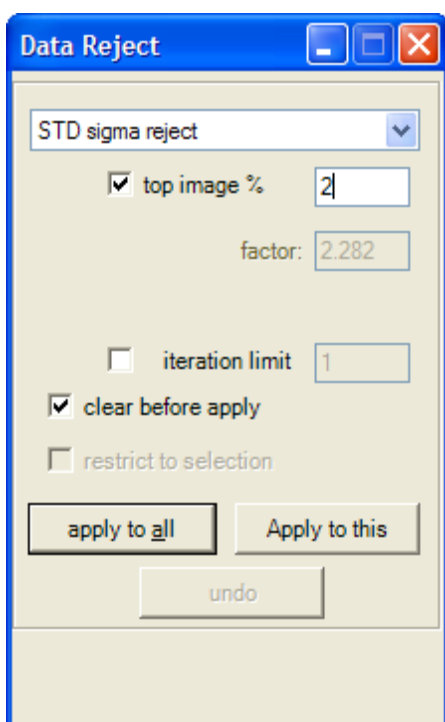 Data Reject
STD sigma reject
top image % 2
factor: 2.282
iteration limit 1
clear before apply
restrict to selection
apply to all Apply to this
undo